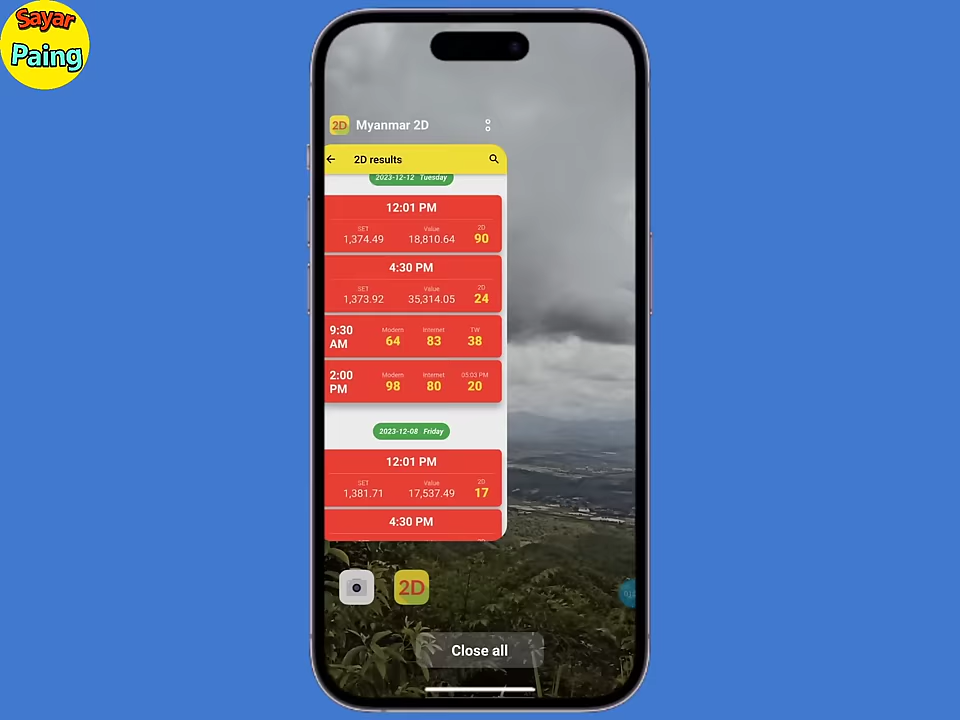 Sayar
Paing
2D Myanmar 2D
2D results
2023-12-12 Tuesday
12:01 PM
SET Value 2D
1,374.49 18,810.64 90
4:30 PM
SET Value 2D
1,373.92 35,314.05 24
9:30 AM Modern Internet TW
64 83 38
2:00 PM Modern Internet 05:03 PM
98 80 20
2023-12-08 Friday
12:01 PM
SET Value 2D
1,381.71 17,537.49 17
4:30 PM
2D
Close all